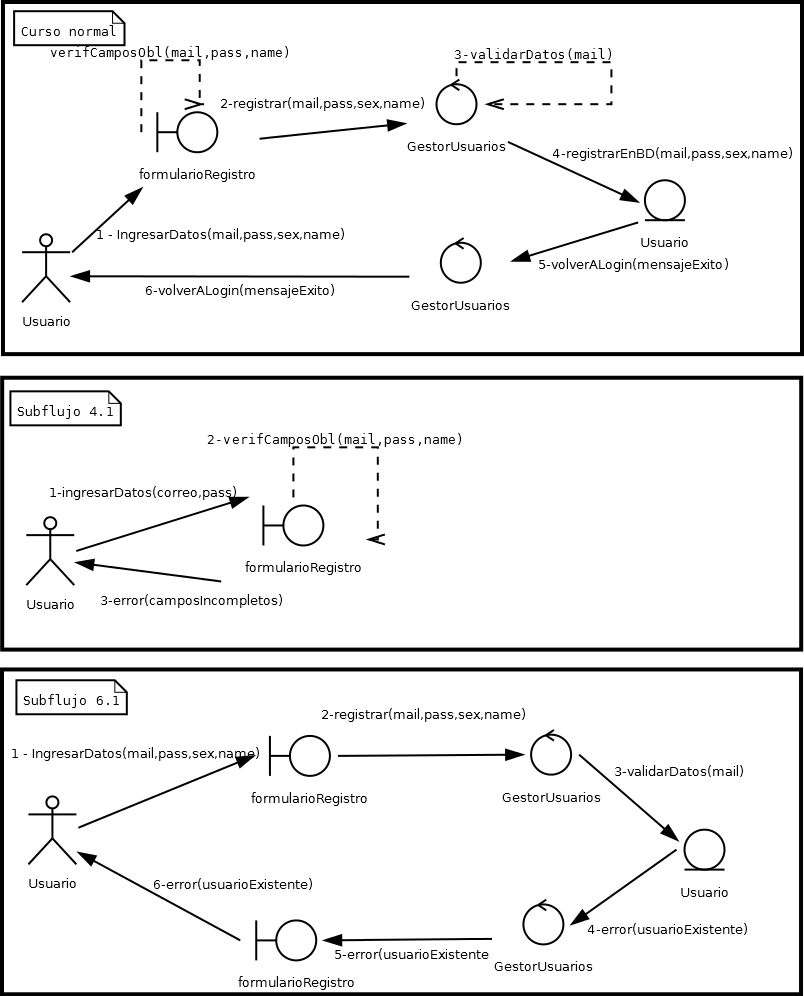 Curso normal
verifCamposObl(mail,pass,name)
3-validarDatos(mail)
2-registrar(mail,pass,sex,name)
GestorUsuarios
4-registrarEnBD(mail,pass,sex,name)
formularioRegistro
1 - IngresarDatos(mail,pass,sex,name)
Usuario
5-volverALogin(mensajeExito)
6-volverALogin(mensajeExito)
GestorUsuarios
Usuario
Subflujo 4.1
2-verifCamposObl(mail,pass,name)
1-ingresarDatos(correo,pass)
formularioRegistro
3-error(camposIncompletos)
Usuario
Subflujo 6.1
2-registrar(mail,pass,sex,name)
1 - IngresarDatos(mail,pass,sex,name)
3-validarDatos(mail)
formularioRegistro
GestorUsuarios
Usuario
6-error(usuarioExistente)
Usuario
4-error(usuarioExistente)
5-error(usuarioExistente
GestorUsuarios
formularioRegistro